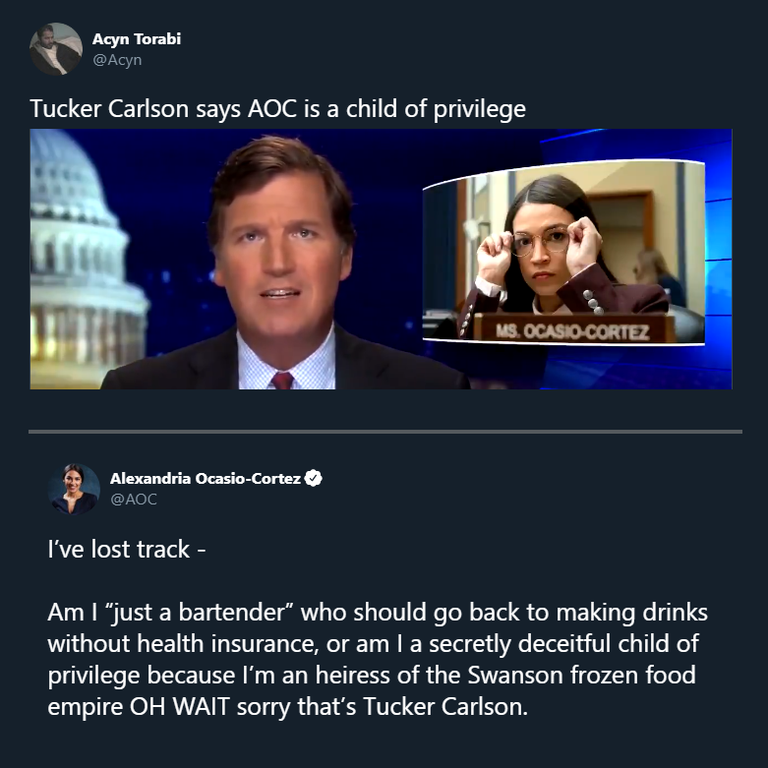 Acyn Torabi
@Acyn
Tucker Carlson says AOC is a child of privilege
MS. OCASIO-CORTEZ
Alexandria Ocasio-Cortez
@AOC
I’ve lost track -
Am I “just a bartender” who should go back to making drinks
without health insurance, or am I a secretly deceitful child of
privilege because I’m an heiress of the Swanson frozen food
empire OH WAIT sorry that’s Tucker Carlson.